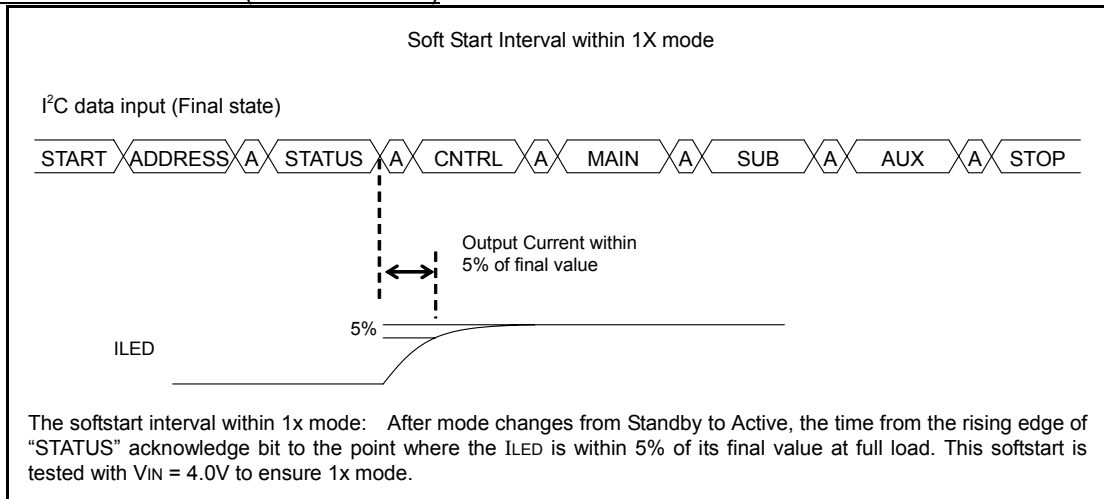 Soft Start Interval within 1X mode
I²C data input (Final state)
START ADDRESS A STATUS A CNTRL A MAIN A SUB A AUX A STOP
Output Current within
5% of final value
5%
ILED
The softstart interval within 1x mode: After mode changes from Standby to Active, the time from the rising edge of
“STATUS” acknowledge bit to the point where the ILED is within 5% of its final value at full load. This softstart is
tested with VIN = 4.0V to ensure 1x mode.